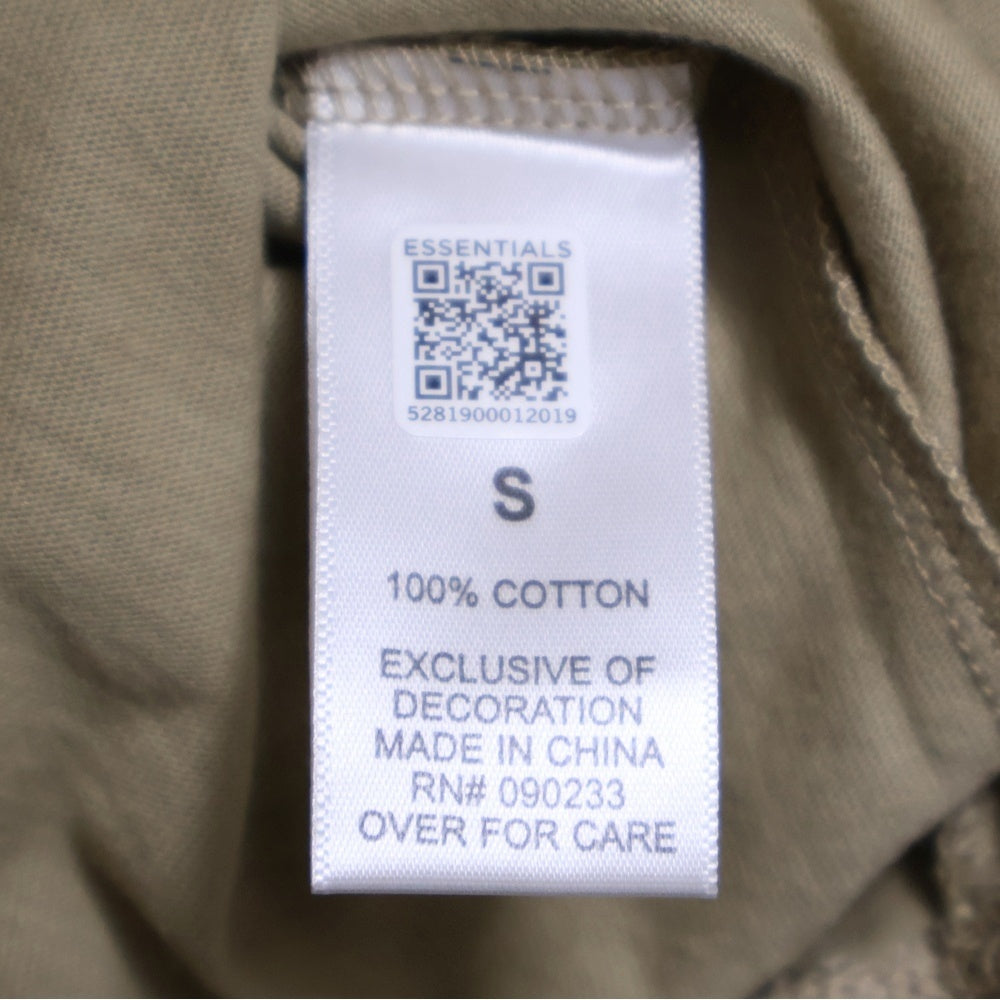 ESSENTIALS
5281900012019
S
100% COTTON
EXCLUSIVE OF
DECORATION
MADE IN CHINA
RN# 090233
OVER FOR CARE